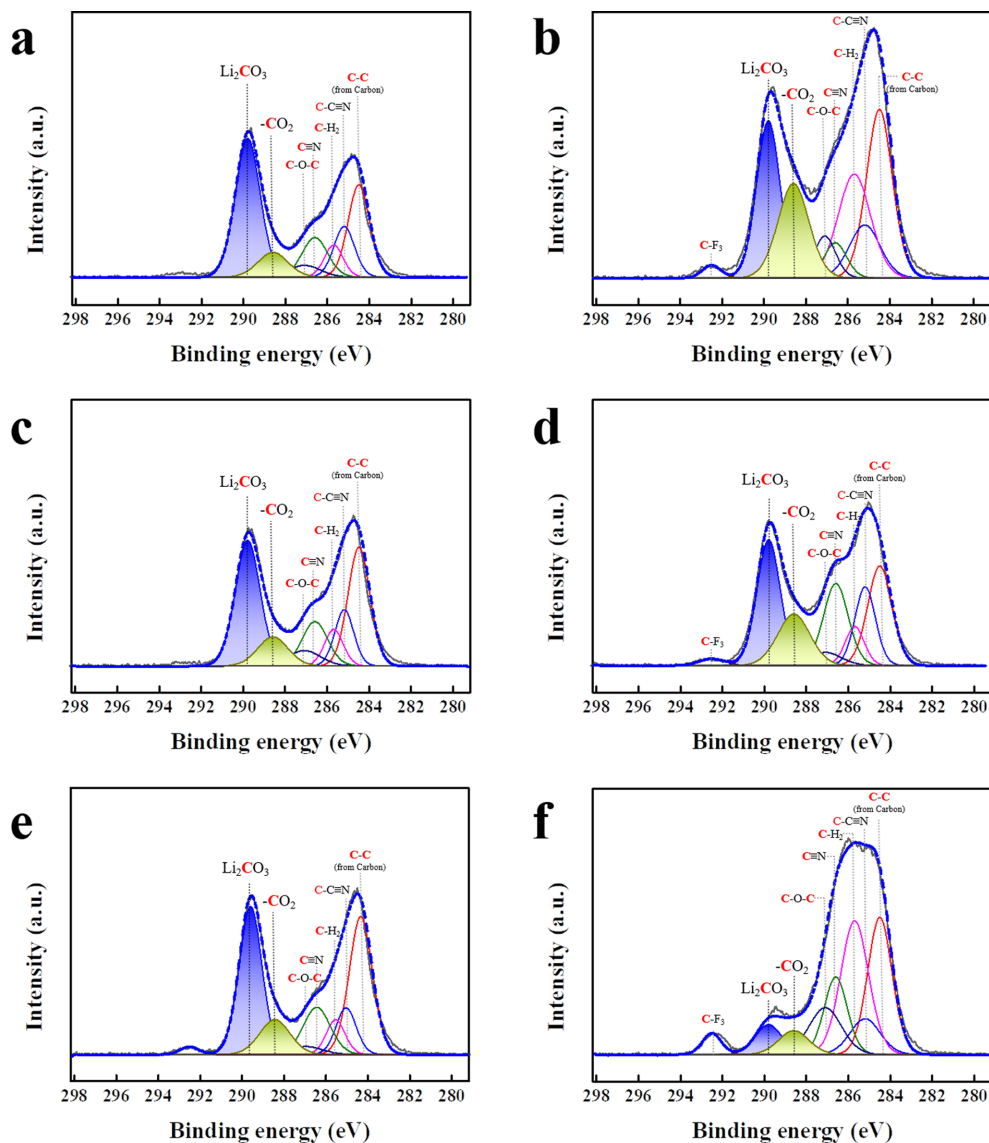 a
Li₂CO₃
-CO₂
C-C
(from Carbon)
C-C≡N
C-H₂
C≡N
C-O-C
Intensity (a.u.)
298 296 294 292 290 288 286 284 282 280
Binding energy (eV)
b
C-C≡N
C-H₂
Li₂CO₃
-CO₂
C≡N
C-O-C
C-C
(from Carbon)
C-F₃
Intensity (a.u.)
298 296 294 292 290 288 286 284 282 280
Binding energy (eV)
c
C-C
(from Carbon)
Li₂CO₃
-CO₂
C-C≡N
C-H₂
C≡N
C-O-C
Intensity (a.u.)
298 296 294 292 290 288 286 284 282 280
Binding energy (eV)
d
C-C
(from Carbon)
Li₂CO₃
-CO₂
C-C≡N
C-H₂
C≡N
C-O-C
C-F₃
Intensity (a.u.)
298 296 294 292 290 288 286 284 282 280
Binding energy (eV)
e
C-C
(from Carbon)
Li₂CO₃
-CO₂
C-C≡N
C-H₂
C≡N
C-O-C
Intensity (a.u.)
298 296 294 292 290 288 286 284 282 280
Binding energy (eV)
f
C-C
(from Carbon)
C-C≡N
C-H₂
C≡N
C-O-C
-CO₂
Li₂CO₃
C-F₃
Intensity (a.u.)
298 296 294 292 290 288 286 284 282 280
Binding energy (eV)